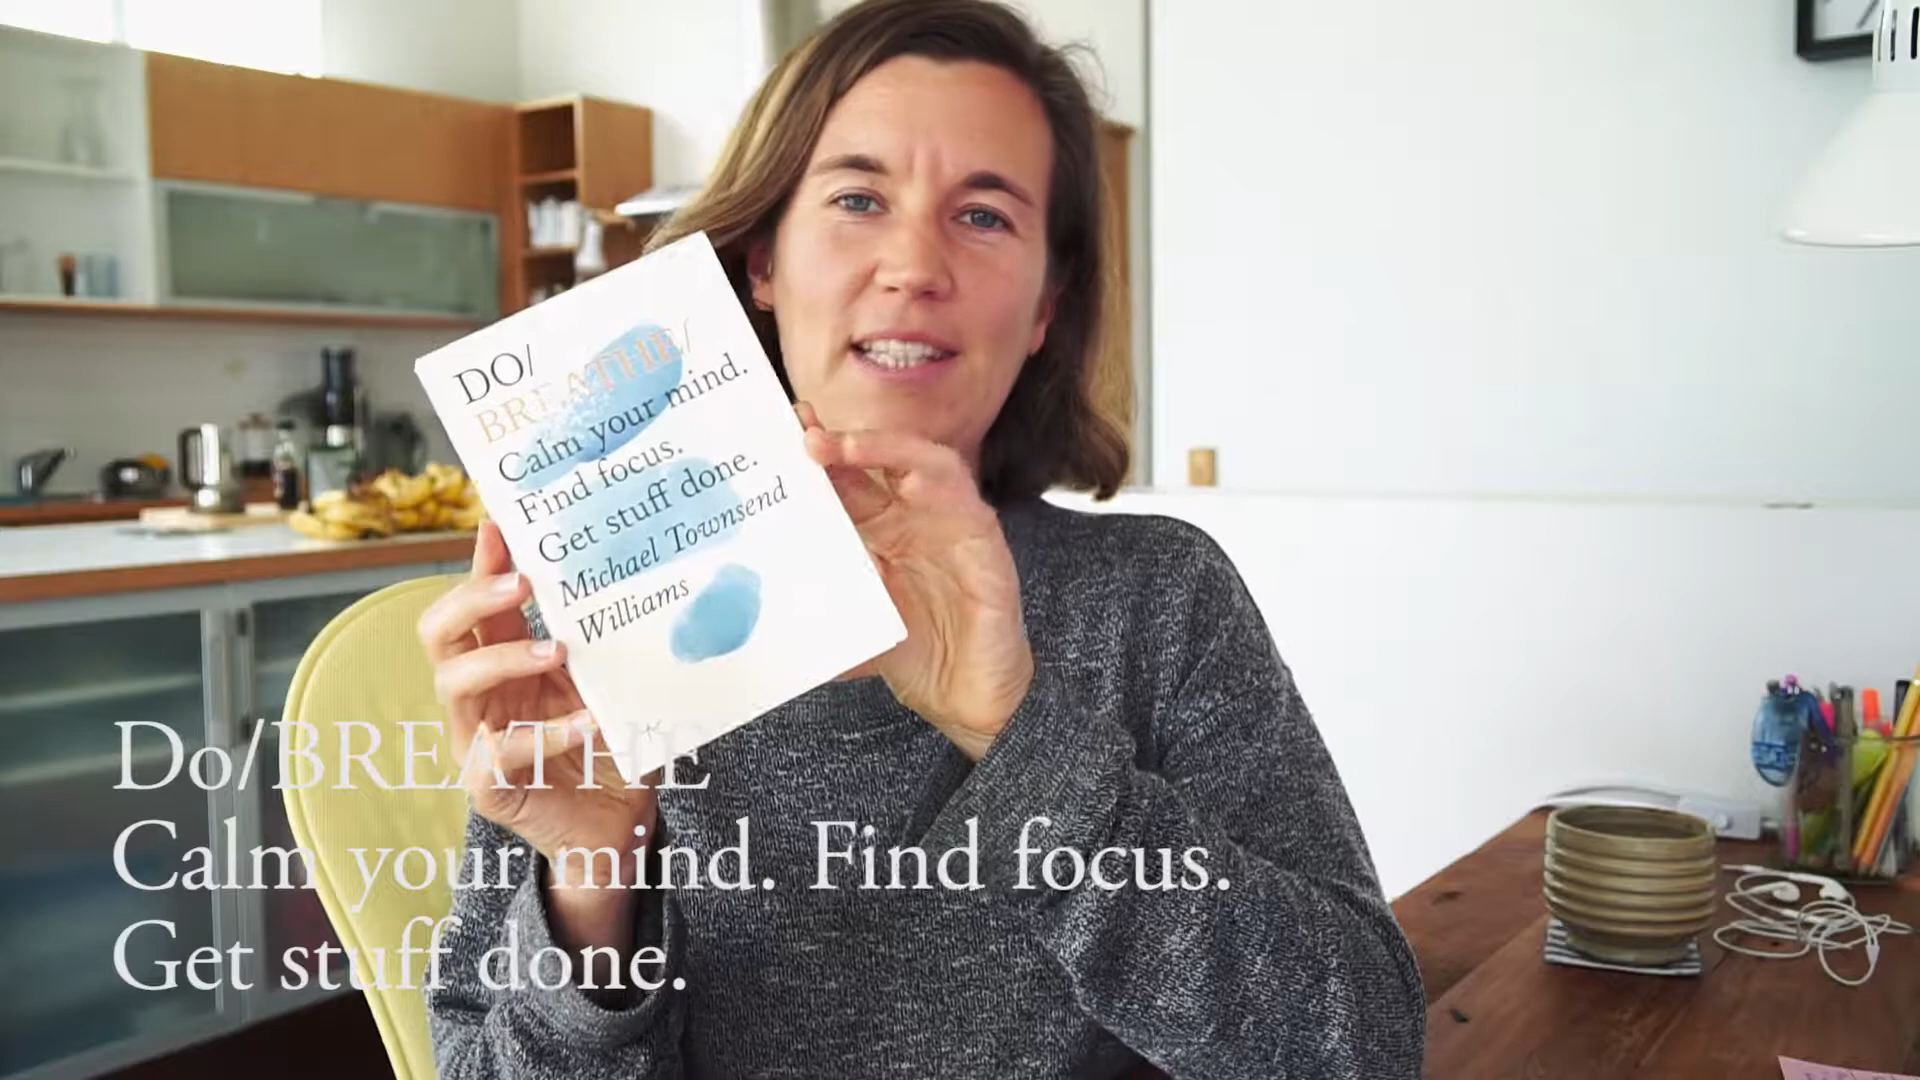 DO/
BREATHE/
Calm your mind.
Find focus.
Get stuff done.
Michael Townsend
Williams
Do/BREATHE
Calm your mind. Find focus.
Get stuff done.